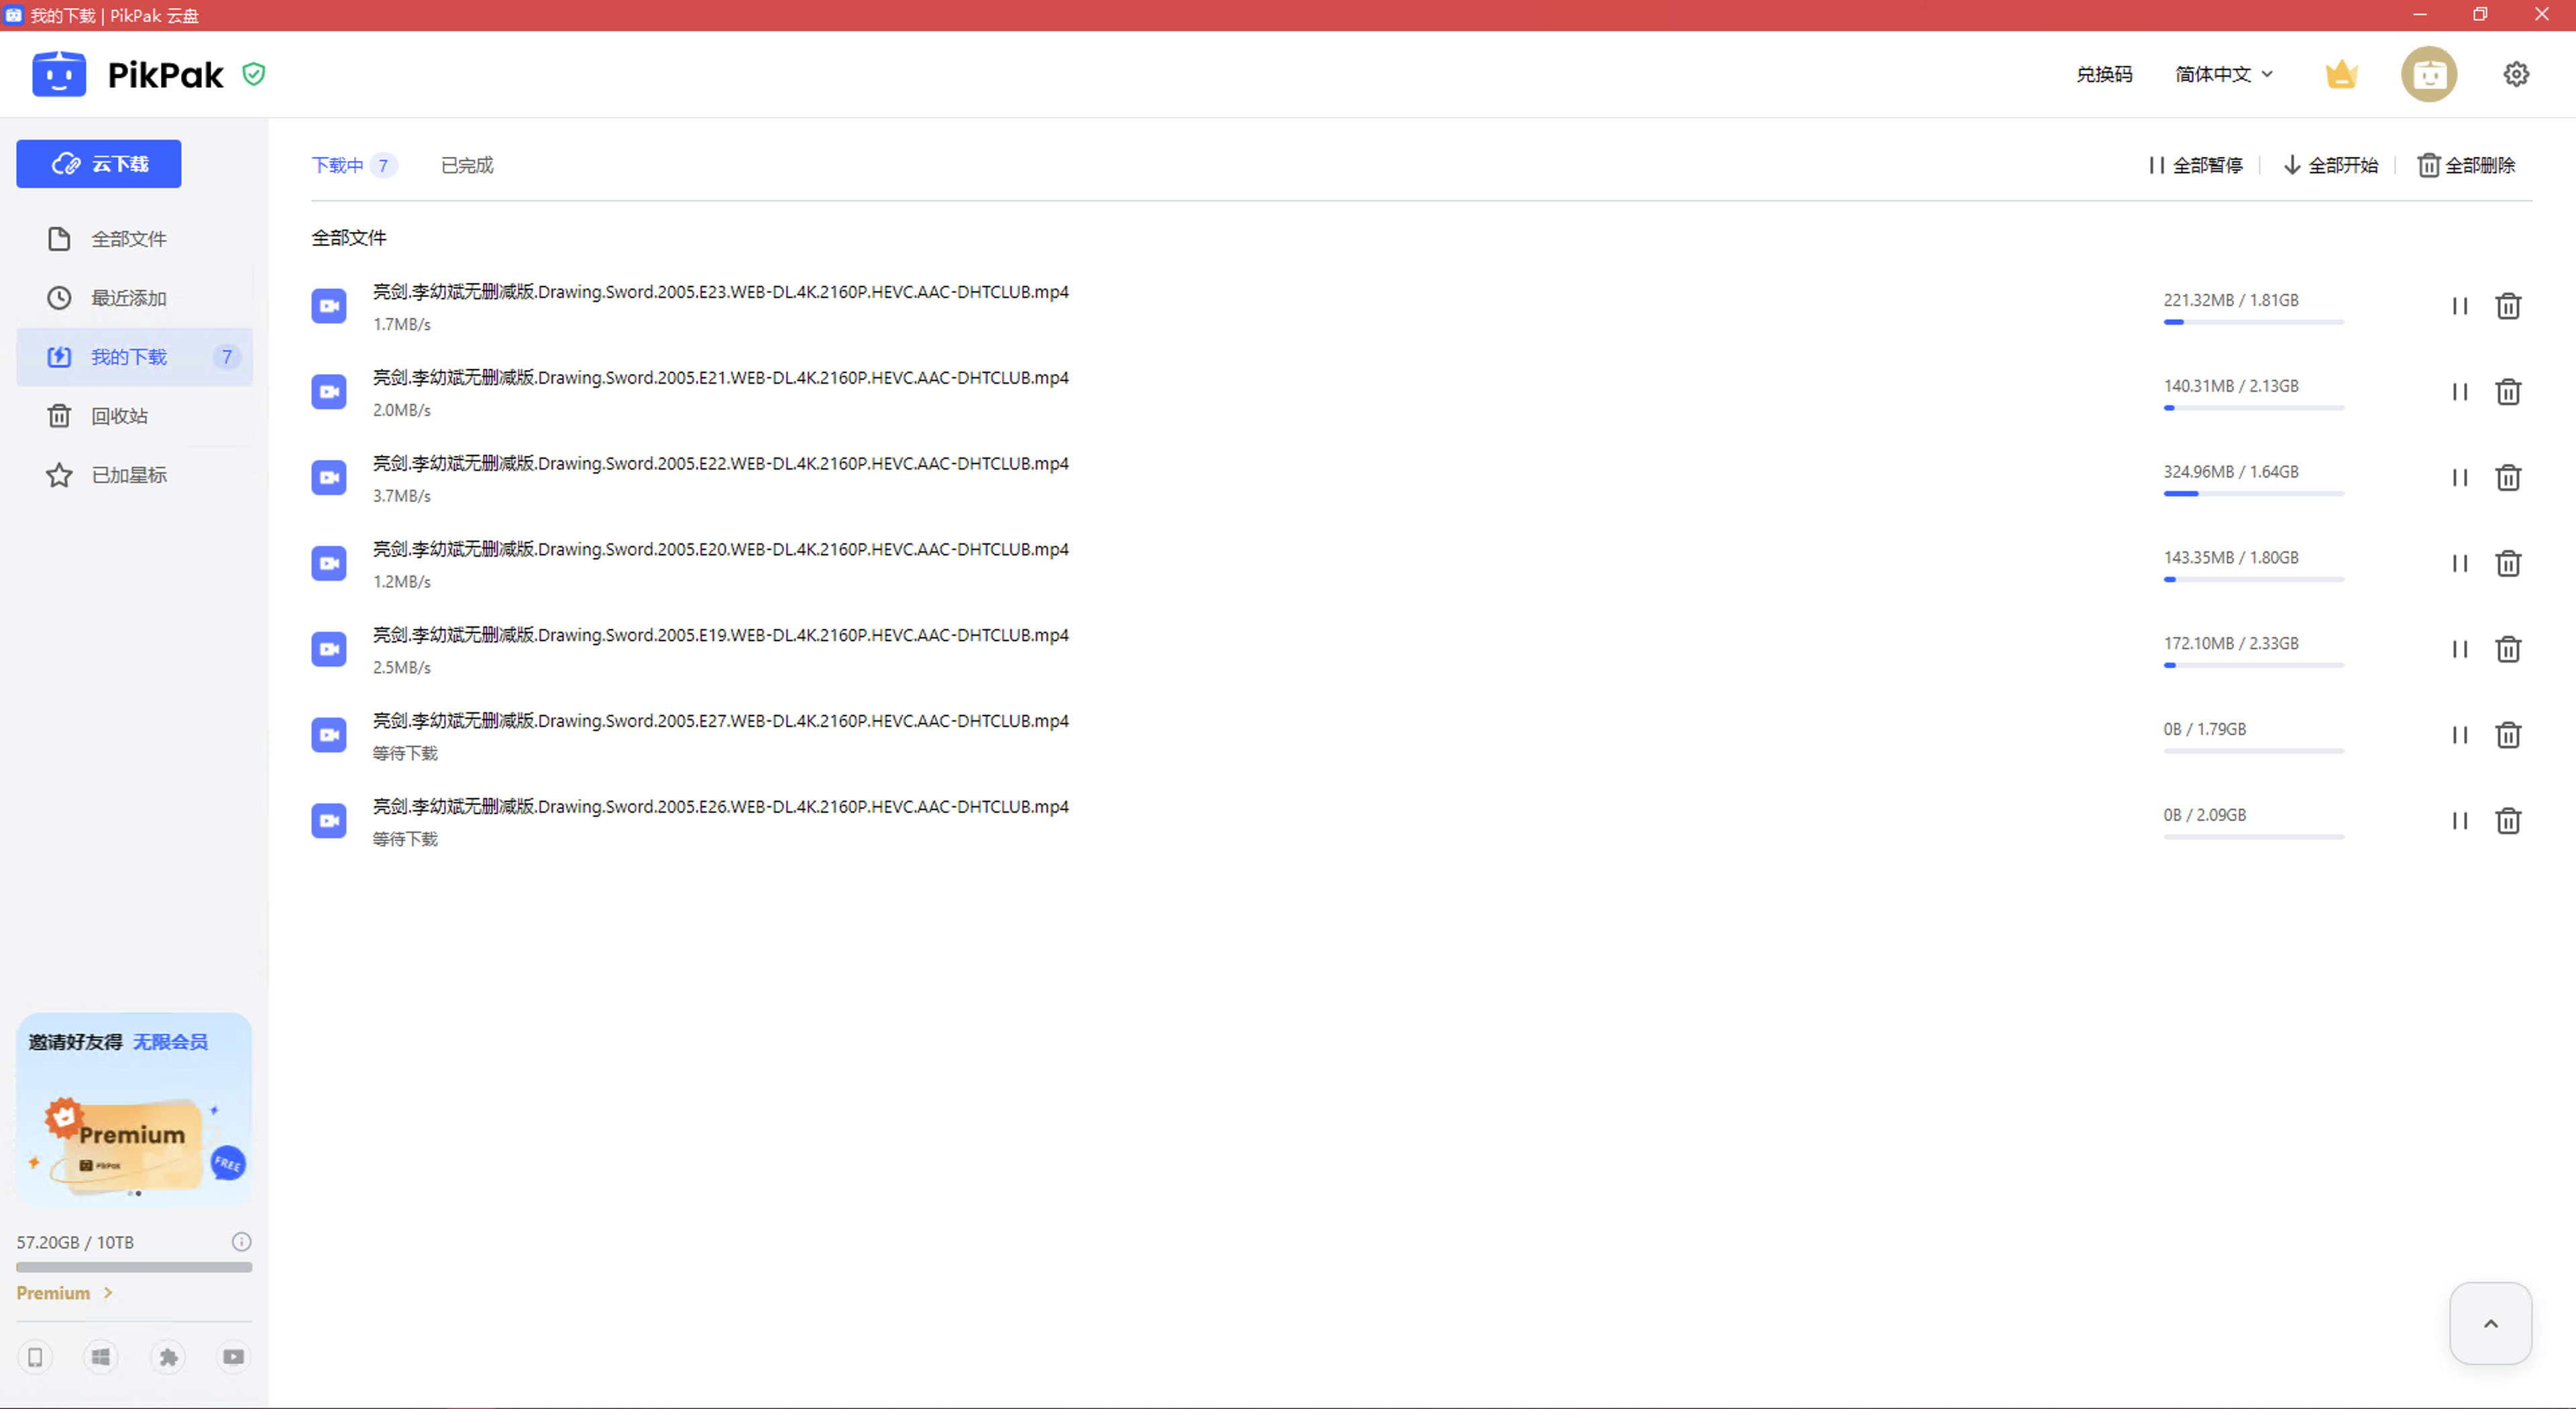 我的下载 | PikPak 云盘
PikPak
兑换码 简体中文
云下载
全部文件
最近添加
我的下载 7
回收站
已加星标
下载中 7 已完成
全部暂停 全部开始 全部删除
全部文件
亮剑.李幼斌无删减版.Drawing.Sword.2005.E23.WEB-DL.4K.2160P.HEVC.AAC-DHTCLUB.mp4
1.7MB/s
221.32MB / 1.81GB
亮剑.李幼斌无删减版.Drawing.Sword.2005.E21.WEB-DL.4K.2160P.HEVC.AAC-DHTCLUB.mp4
2.0MB/s
140.31MB / 2.13GB
亮剑.李幼斌无删减版.Drawing.Sword.2005.E22.WEB-DL.4K.2160P.HEVC.AAC-DHTCLUB.mp4
3.7MB/s
324.96MB / 1.64GB
亮剑.李幼斌无删减版.Drawing.Sword.2005.E20.WEB-DL.4K.2160P.HEVC.AAC-DHTCLUB.mp4
1.2MB/s
143.35MB / 1.80GB
亮剑.李幼斌无删减版.Drawing.Sword.2005.E19.WEB-DL.4K.2160P.HEVC.AAC-DHTCLUB.mp4
2.5MB/s
172.10MB / 2.33GB
亮剑.李幼斌无删减版.Drawing.Sword.2005.E27.WEB-DL.4K.2160P.HEVC.AAC-DHTCLUB.mp4
等待下载
0B / 1.79GB
亮剑.李幼斌无删减版.Drawing.Sword.2005.E26.WEB-DL.4K.2160P.HEVC.AAC-DHTCLUB.mp4
等待下载
0B / 2.09GB
邀请好友得 无限会员
Premium
PikPak
FREE
57.20GB / 10TB
Premium